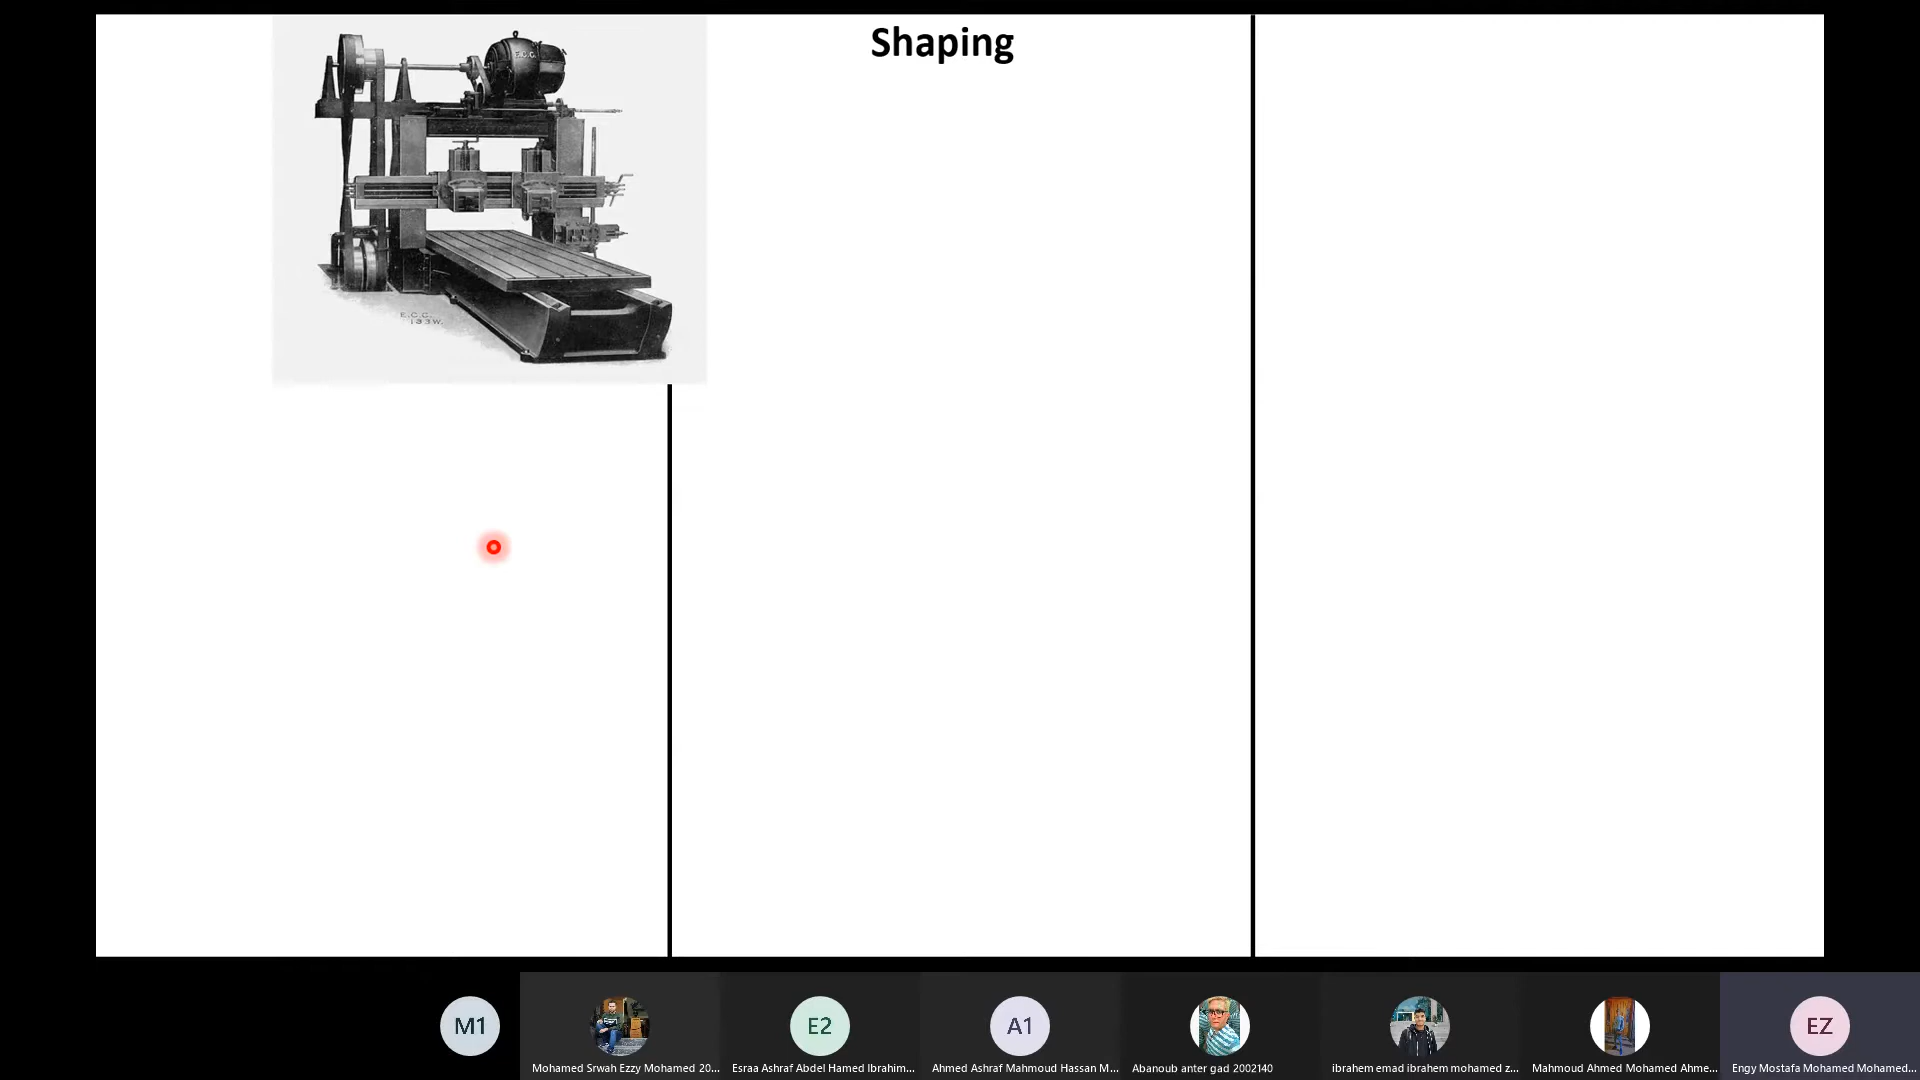 Shaping
E.C.C.
E.C.C.
133W.
M1
E2
A1
EZ
Mohamed Srwah Ezzy Mohamed 20...
Esraa Ashraf Abdel Hamed Ibrahim...
Ahmed Ashraf Mahmoud Hassan M...
Abanoub anter gad 2002140
ibrahem emad ibrahem mohamed z...
Mahmoud Ahmed Mohamed Ahme...
Engy Mostafa Mohamed Mohamed...